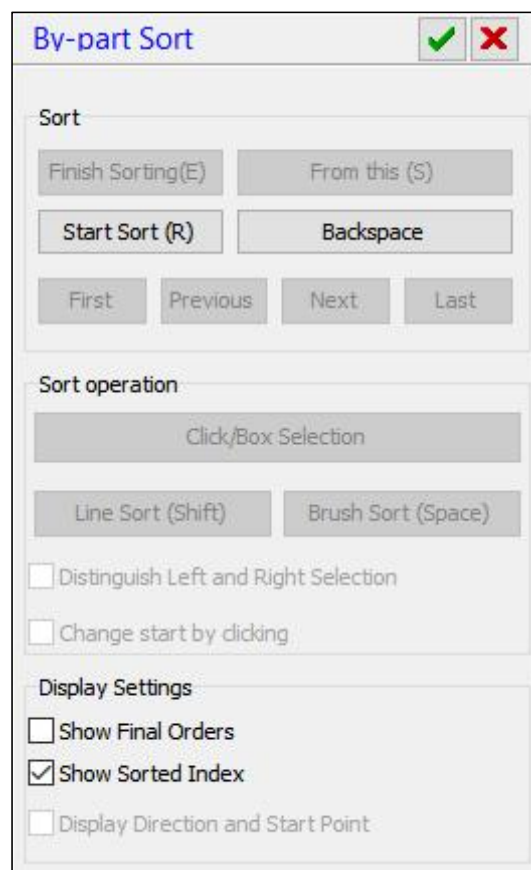 By-part Sort
Sort
Finish Sorting(E) From this (S)
Start Sort (R) Backspace
First Previous Next Last
Sort operation
Click/Box Selection
Line Sort (Shift) Brush Sort (Space)
Distinguish Left and Right Selection
Change start by clicking
Display Settings
Show Final Orders
Show Sorted Index
Display Direction and Start Point